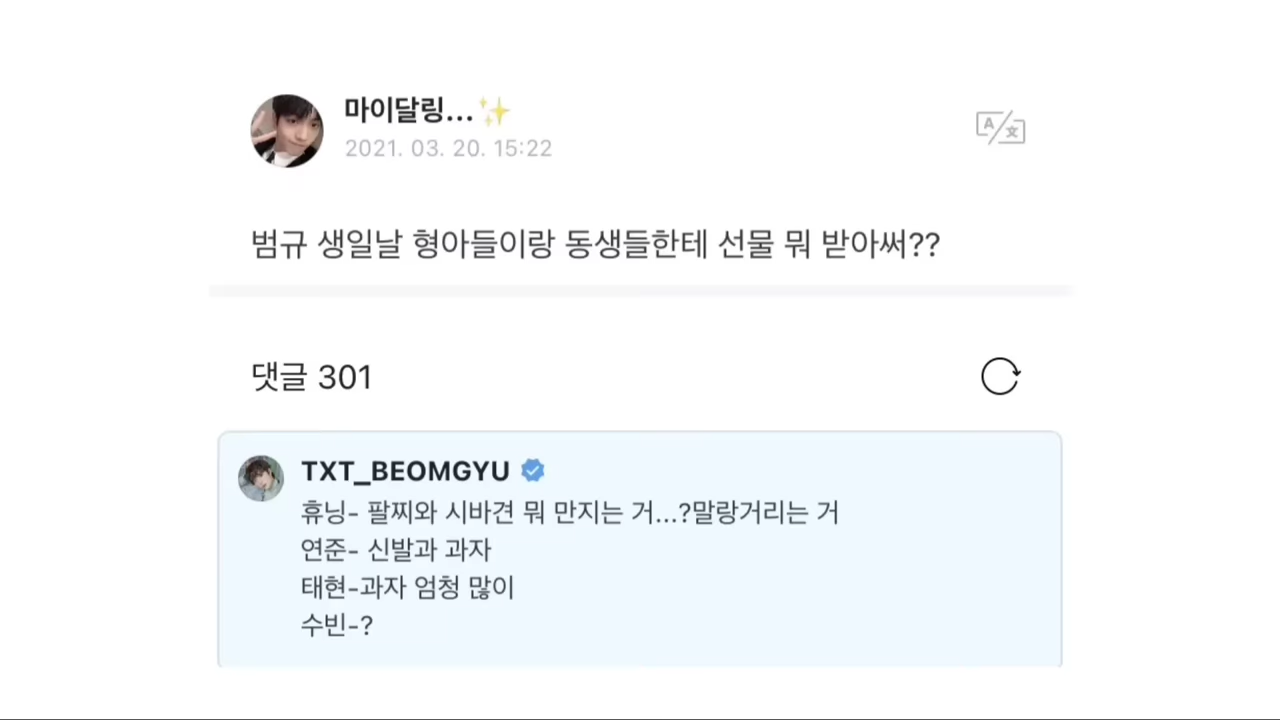 마이달링...✨
2021. 03. 20. 15:22
범규 생일날 형아들이랑 동생들한테 선물 뭐 받아써??
댓글 301
TXT_BEOMGYU
휴닝- 팔찌와 시바견 뭐 만지는 거...?말랑거리는 거
연준- 신발과 과자
태현-과자 엄청 많이
수빈-?